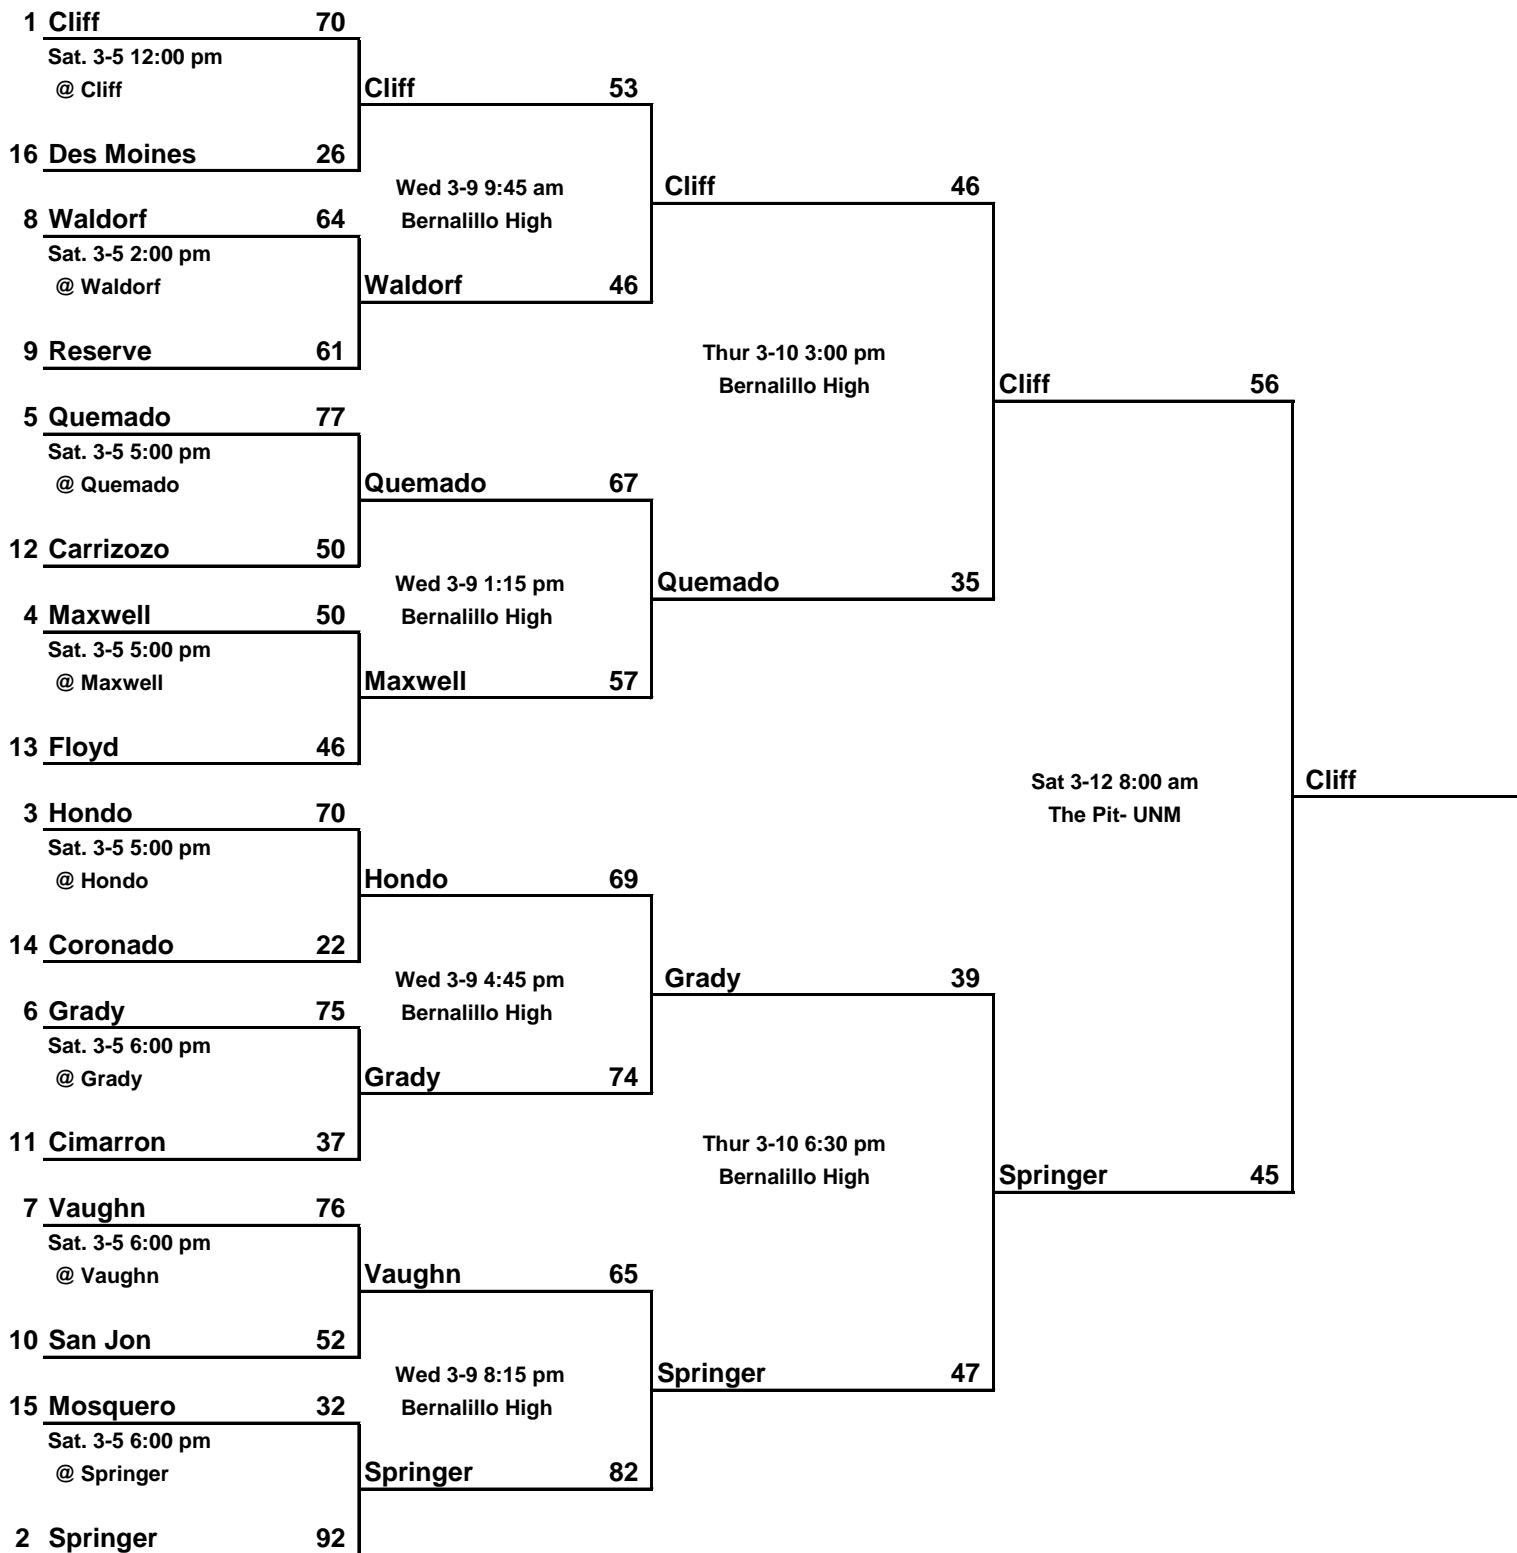 1 Cliff 70
Sat. 3-5 12:00 pm
@ Cliff
Cliff 53
16 Des Moines 26
Wed 3-9 9:45 am
Cliff 46
8 Waldorf 64
Bernalillo High
Sat. 3-5 2:00 pm
@ Waldorf
Waldorf 46
9 Reserve 61
Thur 3-10 3:00 pm
Bernalillo High
Cliff 56
5 Quemado 77
Sat. 3-5 5:00 pm
@ Quemado
Quemado 67
12 Carrizozo 50
Wed 3-9 1:15 pm
Quemado 35
4 Maxwell 50
Bernalillo High
Sat. 3-5 5:00 pm
@ Maxwell
Maxwell 57
13 Floyd 46
Sat 3-12 8:00 am
Cliff
3 Hondo 70
The Pit- UNM
Sat. 3-5 5:00 pm
@ Hondo
Hondo 69
14 Coronado 22
Wed 3-9 4:45 pm
Grady 39
6 Grady 75
Bernalillo High
Sat. 3-5 6:00 pm
@ Grady
Grady 74
11 Cimarron 37
Thur 3-10 6:30 pm
Bernalillo High
Springer 45
7 Vaughn 76
Sat. 3-5 6:00 pm
@ Vaughn
Vaughn 65
10 San Jon 52
Wed 3-9 8:15 pm
Springer 47
15 Mosquero 32
Bernalillo High
Sat. 3-5 6:00 pm
@ Springer
Springer 82
2 Springer 92